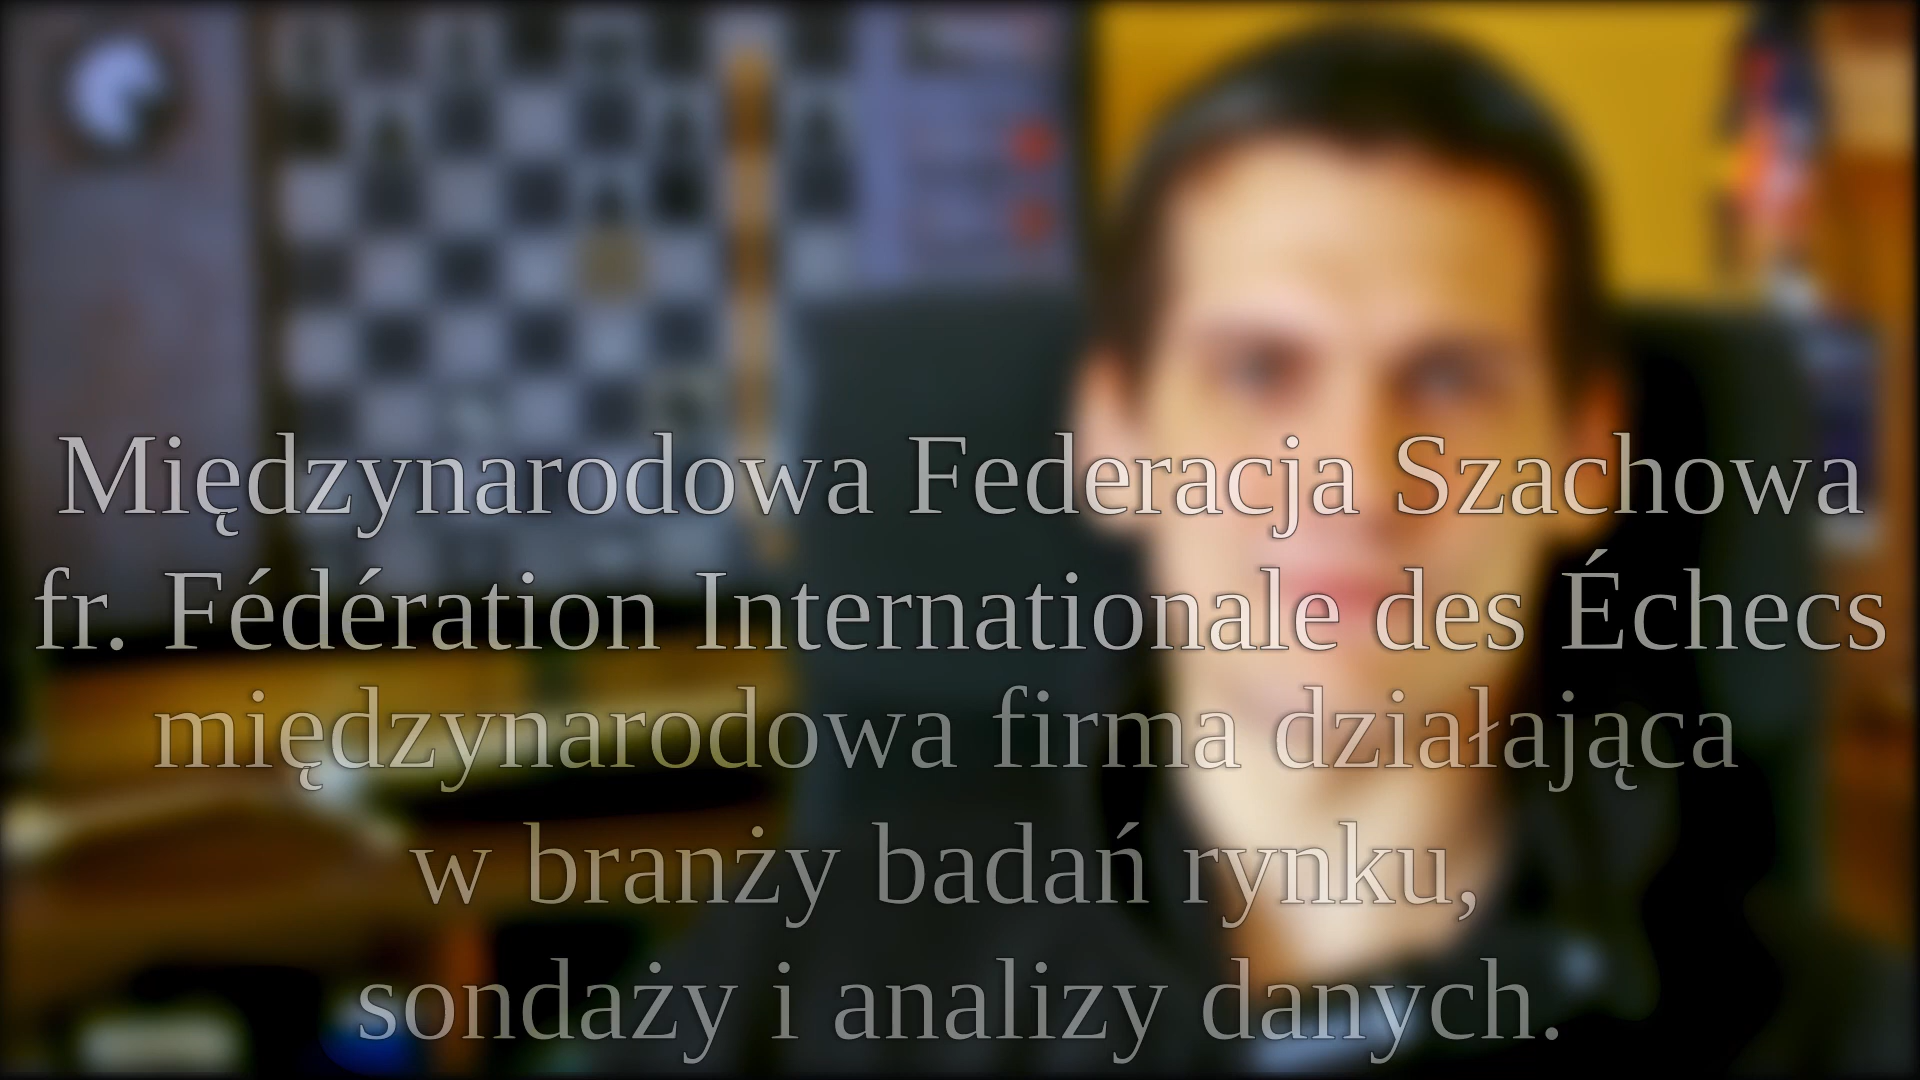 Międzynarodowa Federacja Szachowa
fr. Fédération Internationale des Échecs
międzynarodowa firma działająca
w branży badań rynku,
sondaży i analizy danych.